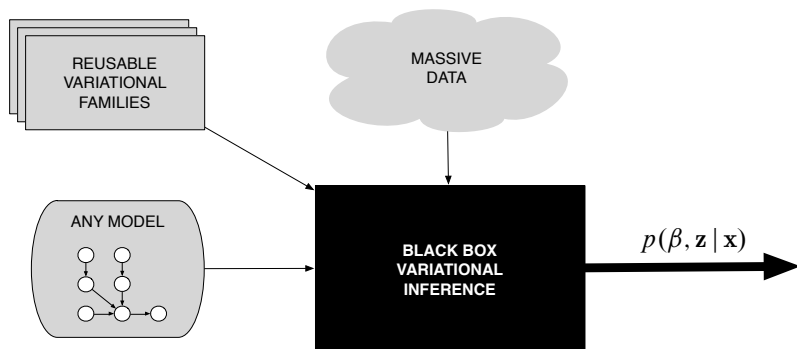 REUSABLE
VARIATIONAL
FAMILIES
MASSIVE
DATA
ANY MODEL
BLACK BOX
VARIATIONAL
INFERENCE
p(β, z | x)